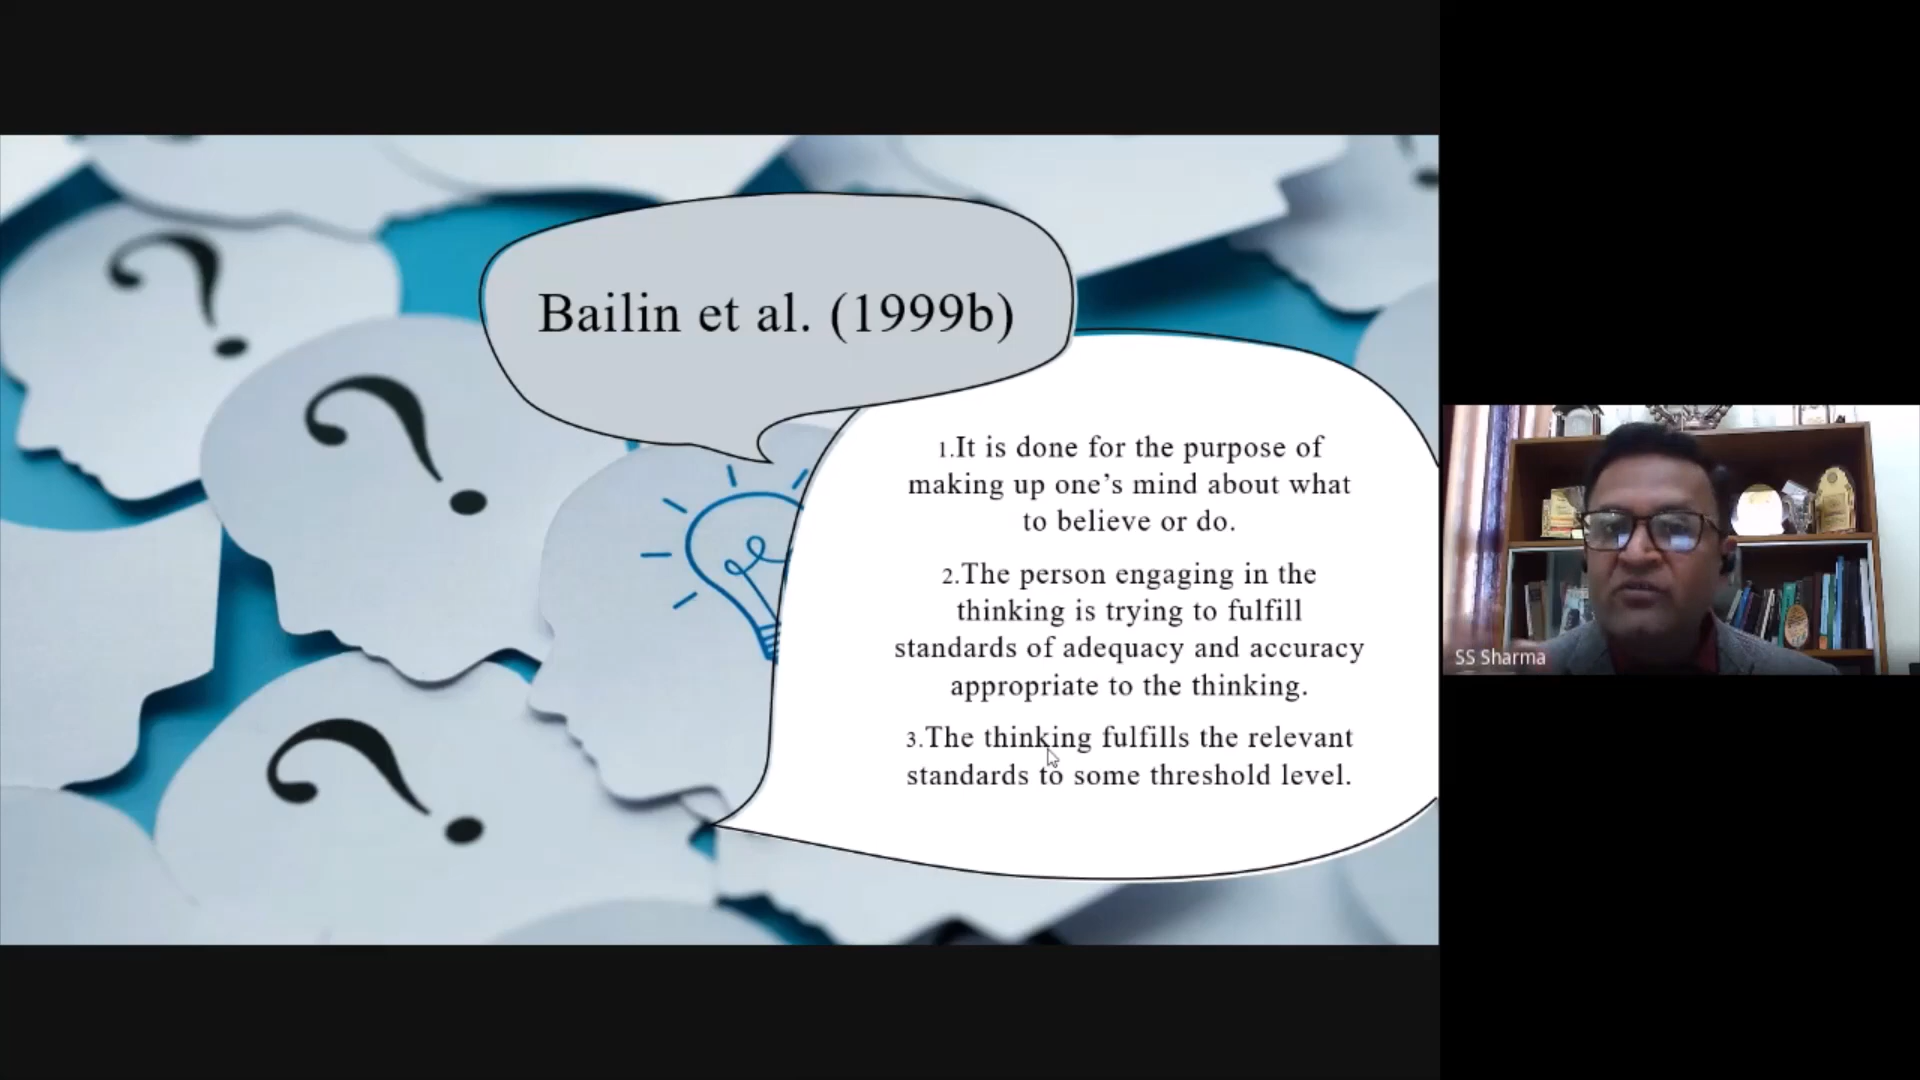 Bailin et al. (1999b)
1.It is done for the purpose of
making up one’s mind about what
to believe or do.
2.The person engaging in the
thinking is trying to fulfill
standards of adequacy and accuracy
appropriate to the thinking.
3.The thinking fulfills the relevant
standards to some threshold level.
SS Sharma